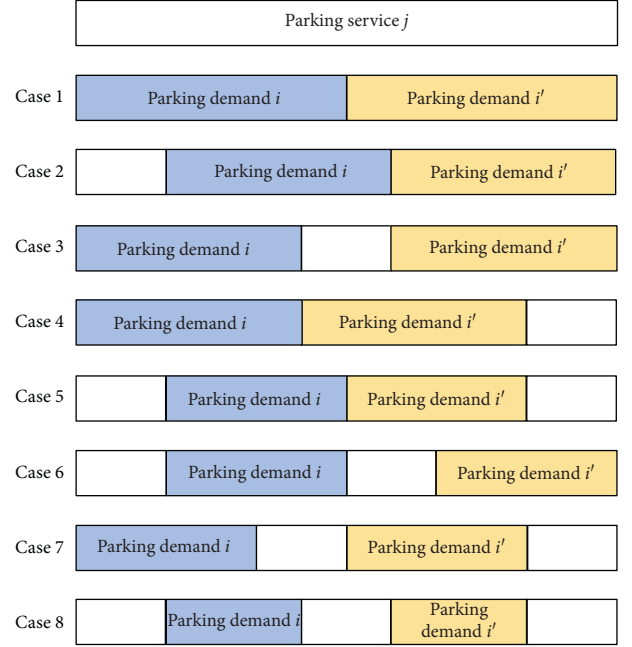 Parking service j
Case 1 Parking demand i Parking demand i′
Case 2 Parking demand i Parking demand i′
Case 3 Parking demand i Parking demand i′
Case 4 Parking demand i Parking demand i′
Case 5 Parking demand i Parking demand i′
Case 6 Parking demand i Parking demand i′
Case 7 Parking demand i Parking demand i′
Case 8 Parking demand i Parking
demand i′